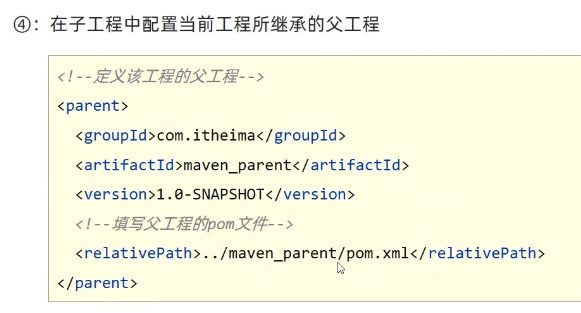 ④：在子工程中配置当前工程所继承的父工程
<!--定义该工程的父工程-->
<parent>
<groupId>com.itheima</groupId>
<artifactId>maven_parent</artifactId>
<version>1.0-SNAPSHOT</version>
<!--填写父工程的pom文件-->
<relativePath>../maven_parent/pom.xml</relativePath>
</parent>